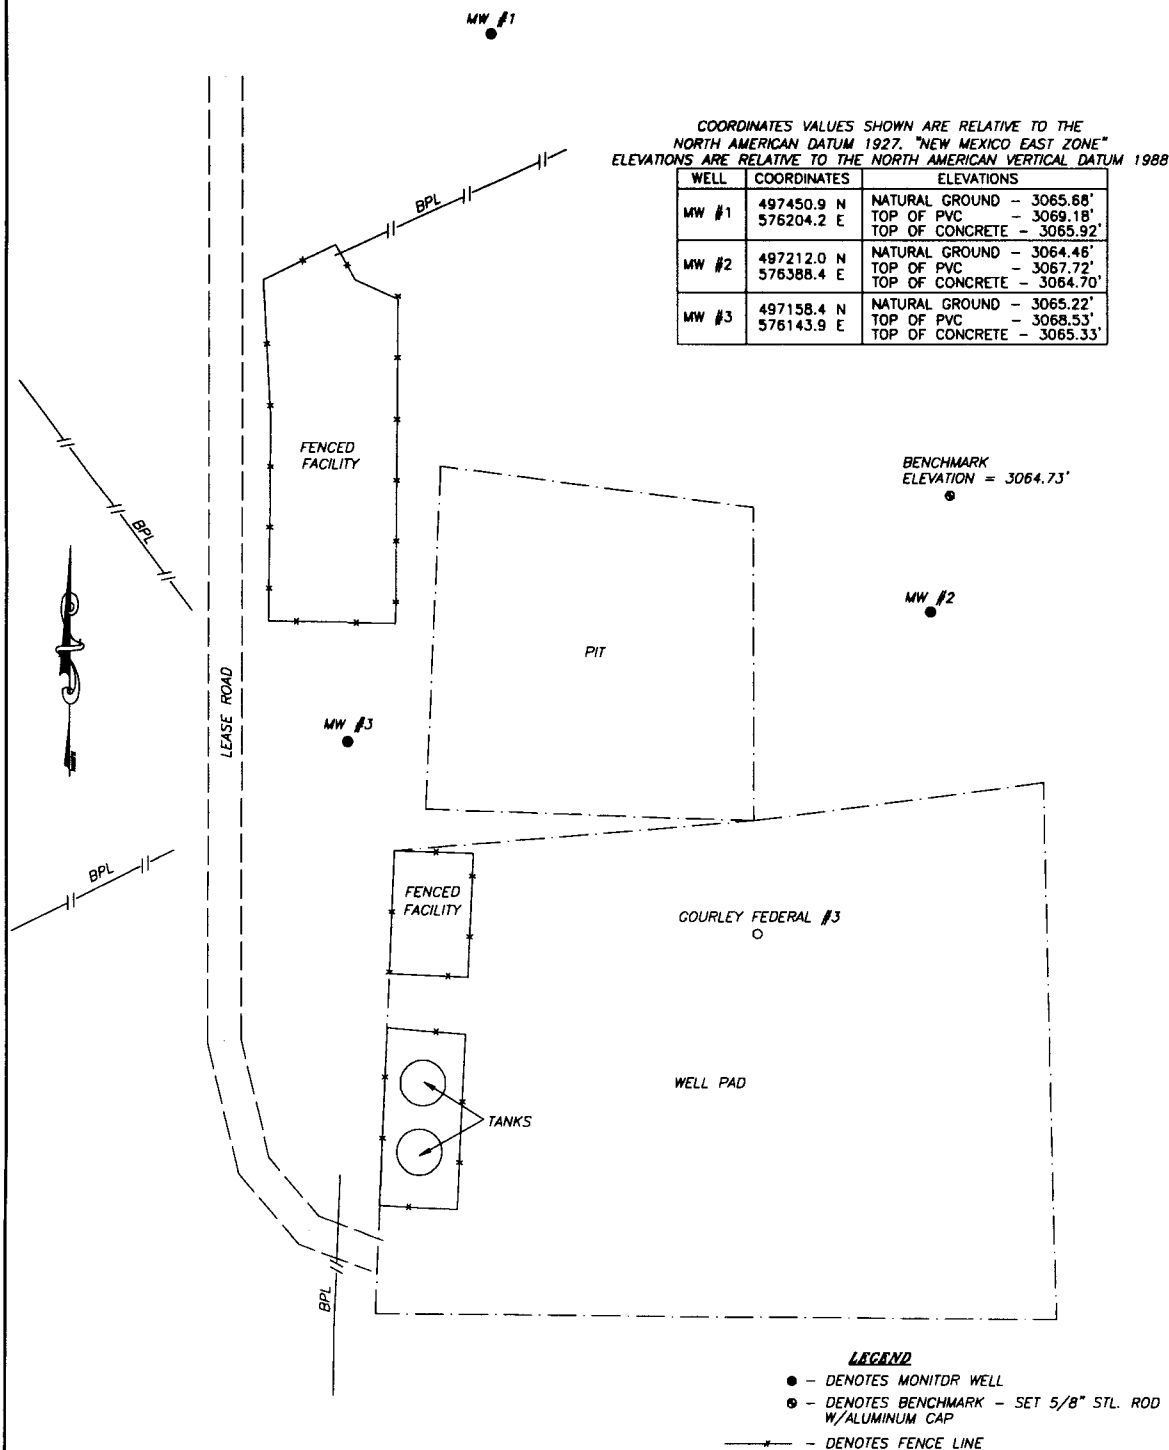 MW #1
COORDINATES VALUES SHOWN ARE RELATIVE TO THE
NORTH AMERICAN DATUM 1927. "NEW MEXICO EAST ZONE"
ELEVATIONS ARE RELATIVE TO THE NORTH AMERICAN VERTICAL DATUM 1988
WELL COORDINATES ELEVATIONS
MW #1 497450.9 N 576204.2 E NATURAL GROUND - 3065.68'
TOP OF PVC - 3069.18'
TOP OF CONCRETE - 3065.92'
MW #2 497212.0 N 576388.4 E NATURAL GROUND - 3064.46'
TOP OF PVC - 3067.72'
TOP OF CONCRETE - 3064.70'
MW #3 497158.4 N 576143.9 E NATURAL GROUND - 3065.22'
TOP OF PVC - 3068.53'
TOP OF CONCRETE - 3065.33'
BPL
FENCED
FACILITY
BENCHMARK
ELEVATION = 3064.73'
BPL
MW #2
PIT
LEASE ROAD
MW #3
BPL
FENCED
FACILITY
GOURLEY FEDERAL #3
WELL PAD
TANKS
BPL
LEGEND
● - DENOTES MONITOR WELL
- DENOTES BENCHMARK - SET 5/8" STL. ROD
W/ALUMINUM CAP
- DENOTES FENCE LINE